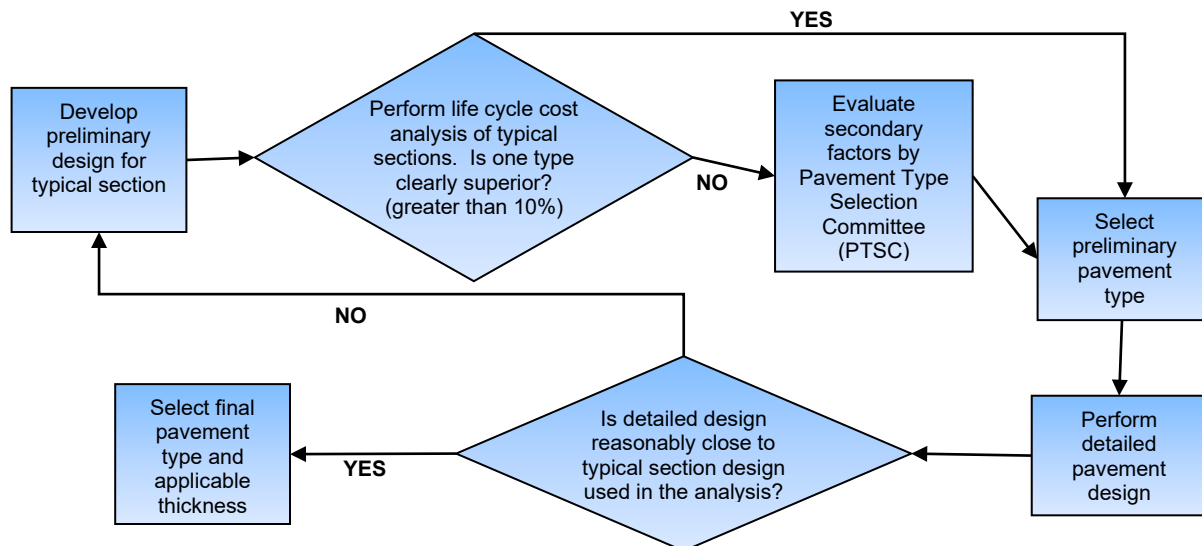 YES
Develop
preliminary
design for
typical section
Perform life cycle cost
analysis of typical
sections. Is one type
clearly superior?
(greater than 10%)
NO
Evaluate
secondary
factors by
Pavement Type
Selection
Committee
(PTSC)
Select
preliminary
pavement
type
NO
Select final
pavement
type and
applicable
thickness
YES
Is detailed design
reasonably close to
typical section design
used in the analysis?
Perform
detailed
pavement
design